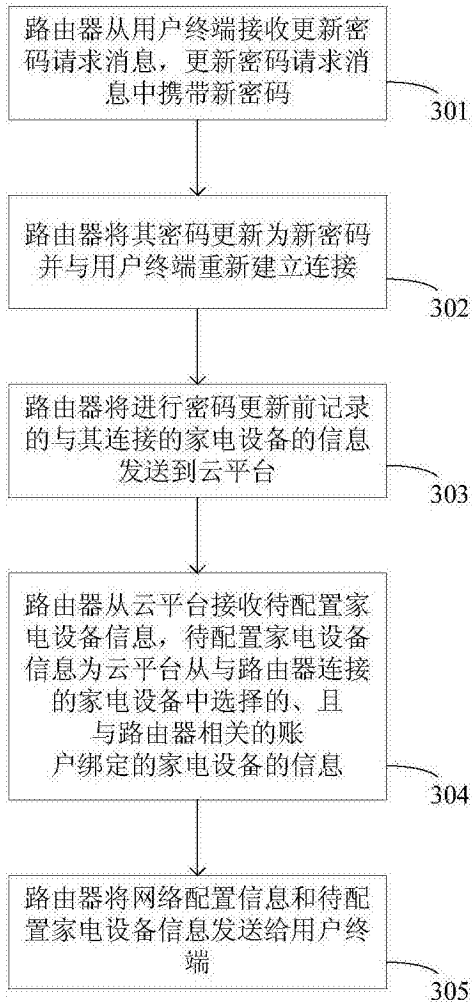 路由器从用户终端接收更新密
码请求消息，更新密码请求消
息中携带新密码
301
路由器将其密码更新为新密码
并与用户终端重新建立连接
302
路由器将进行密码更新前记录
的与其连接的家电设备的信息
发送到云平台
303
路由器从云平台接收待配置家
电设备信息，待配置家电设备
信息为云平台从与路由器连接
的家电设备中选择的、且
与路由器相关的账
户绑定的家电设备的信息
304
路由器将网络配置信息和待配
置家电设备信息发送给用户终
端
305